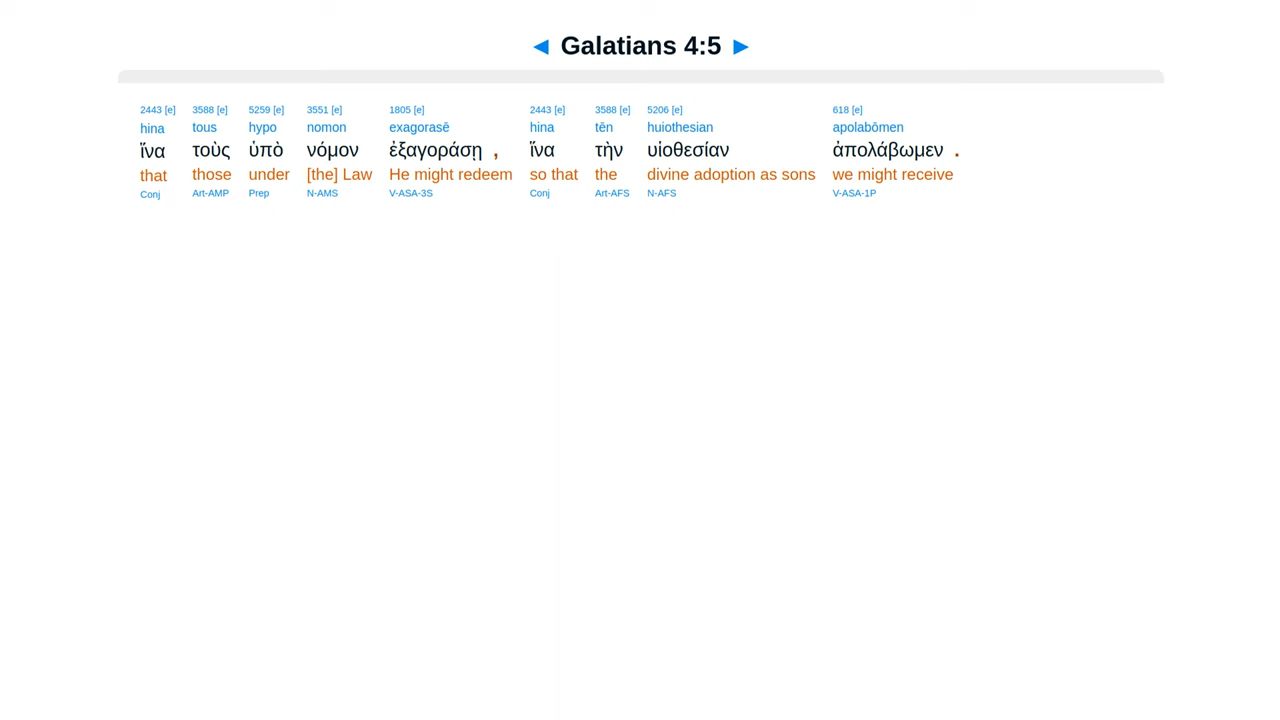 ◄ Galatians 4:5 ►
2443 [e] 3588 [e] 5259 [e] 3551 [e] 1805 [e] 2443 [e] 3588 [e] 5206 [e] 618 [e]
hina tous hypo nomon exagorasē hina tēn huiothesian apolabōmen
ἵνα τοὺς ὑπὸ νόμον ἐξαγοράσῃ , ἵνα τὴν υἱοθεσίαν ἀπολάβωμεν .
that those under [the] Law He might redeem so that the divine adoption as sons we might receive
Conj Art-AMP Prep N-AMS V-ASA-3S Conj Art-AFS N-AFS V-ASA-1P